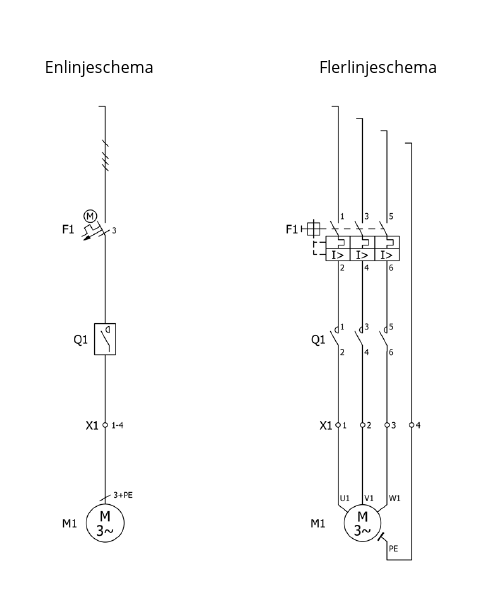 Enlinjeschema
Flerlinjeschema
M
F1
3
F1
1
3
5
I>
I>
I>
2
4
6
Q1
Q1
1
3
5
2
4
6
X1
1-4
X1
1
2
3
4
3+PE
U1
V1
W1
M1
M
3~
M1
M
3~
PE